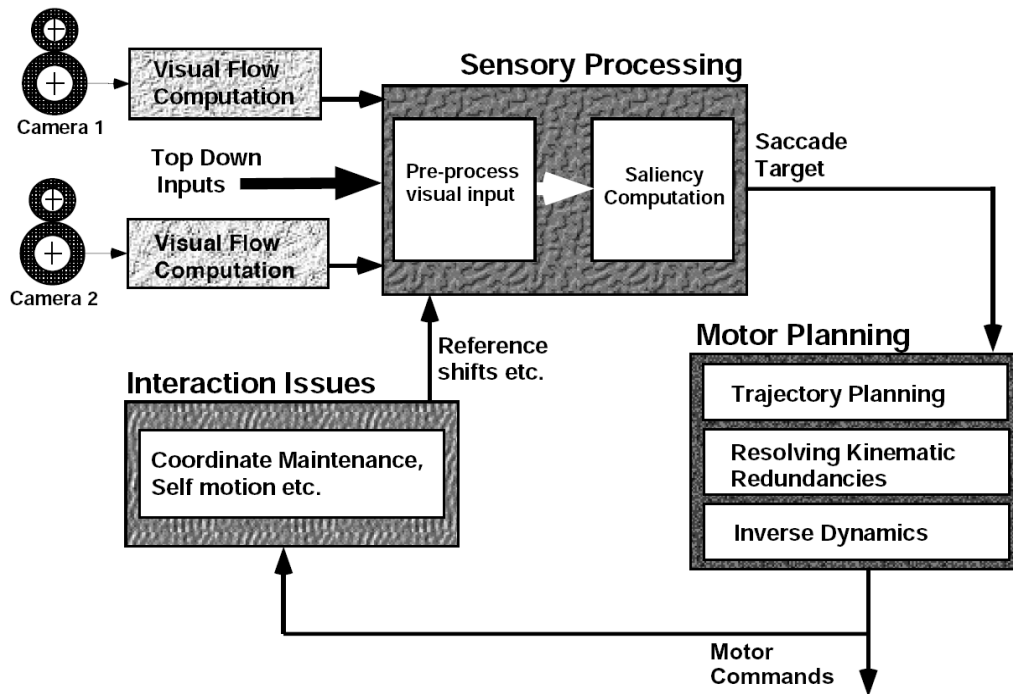 Visual Flow
Computation
Camera 1
Sensory Processing
Top Down
Inputs
Pre-process
visual input
Saliency
Computation
Saccade
Target
Visual Flow
Computation
Camera 2
Reference
shifts etc.
Interaction Issues
Coordinate Maintenance,
Self motion etc.
Motor Planning
Trajectory Planning
Resolving Kinematic
Redundancies
Inverse Dynamics
Motor
Commands